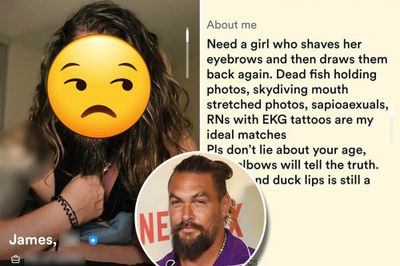 About me
Need a girl who shaves her
eyebrows and then draws them
back again. Dead fish holding
photos, skydiving mouth
stretched photos, sapioaexuals,
RNs with EKG tattoos are my
ideal matches
Pls don't lie about your age,
elbows will tell the truth.
nd duck lips is still a
James,
NETFLIX